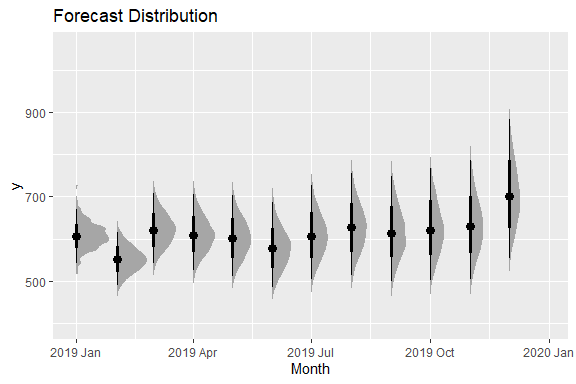 Forecast Distribution
900
700
500
y
2019 Jan
2019 Apr
2019 Jul
2019 Oct
2020 Jan
Month